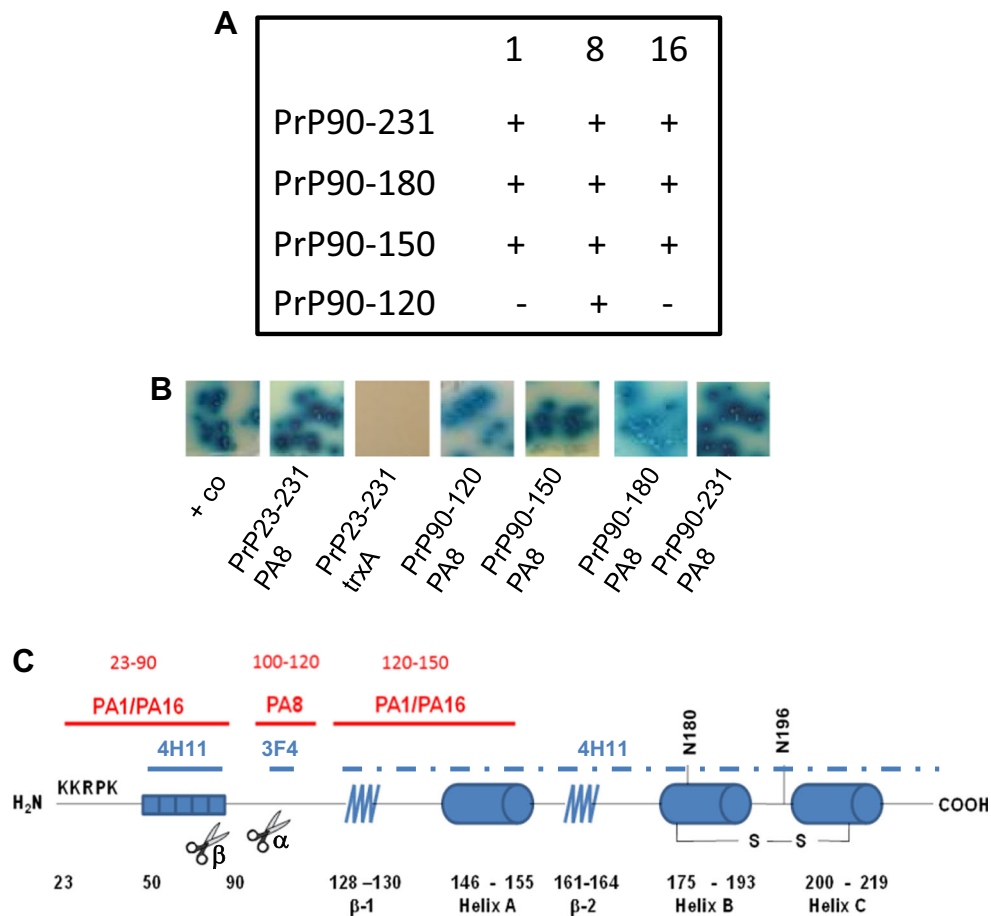 A
1 8 16
PrP90-231 + + +
PrP90-180 + + +
PrP90-150 + + +
PrP90-120 - + -
B
+ co
PrP23-231 PA8
PrP23-231 trxA
PrP90-120 PA8
PrP90-150 PA8
PrP90-180 PA8
PrP90-231 PA8
C
23-90 100-120 120-150
PA1/PA16 PA8 PA1/PA16
4H11 3F4 4H11 N180 N196
KKRPK
H₂N COOH
β α S S
23 50 90 128 –130 146 - 155 161-164 175 - 193 200 - 219
β-1 Helix A β-2 Helix B Helix C